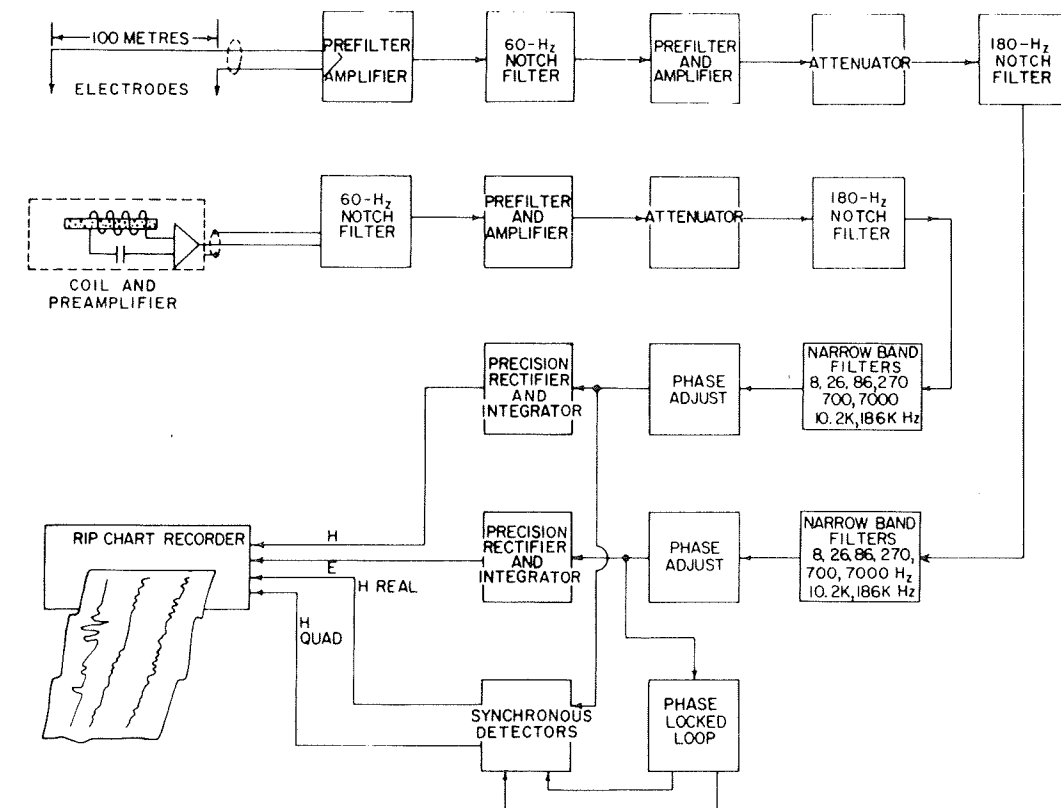 100 METRES
ELECTRODES
PREFILTER
AMPLIFIER
60-Hz
NOTCH
FILTER
PREFILTER
AND
AMPLIFIER
ATTENUATOR
180-Hz
NOTCH
FILTER
COIL AND
PREAMPLIFIER
60-Hz
NOTCH
FILTER
PREFILTER
AND
AMPLIFIER
ATTENUATOR
180-Hz
NOTCH
FILTER
PRECISION
RECTIFIER
AND
INTEGRATOR
PHASE
ADJUST
NARROW BAND
FILTERS
8, 26, 86, 270
700, 7000
10.2K, 186K Hz
RIP CHART RECORDER
H
E
H REAL
H
QUAD
PRECISION
RECTIFIER
AND
INTEGRATOR
PHASE
ADJUST
NARROW BAND
FILTERS
8, 26, 86, 270,
700, 7000 Hz
10.2K, 186K Hz
SYNCHRONOUS
DETECTORS
PHASE
LOCKED
LOOP